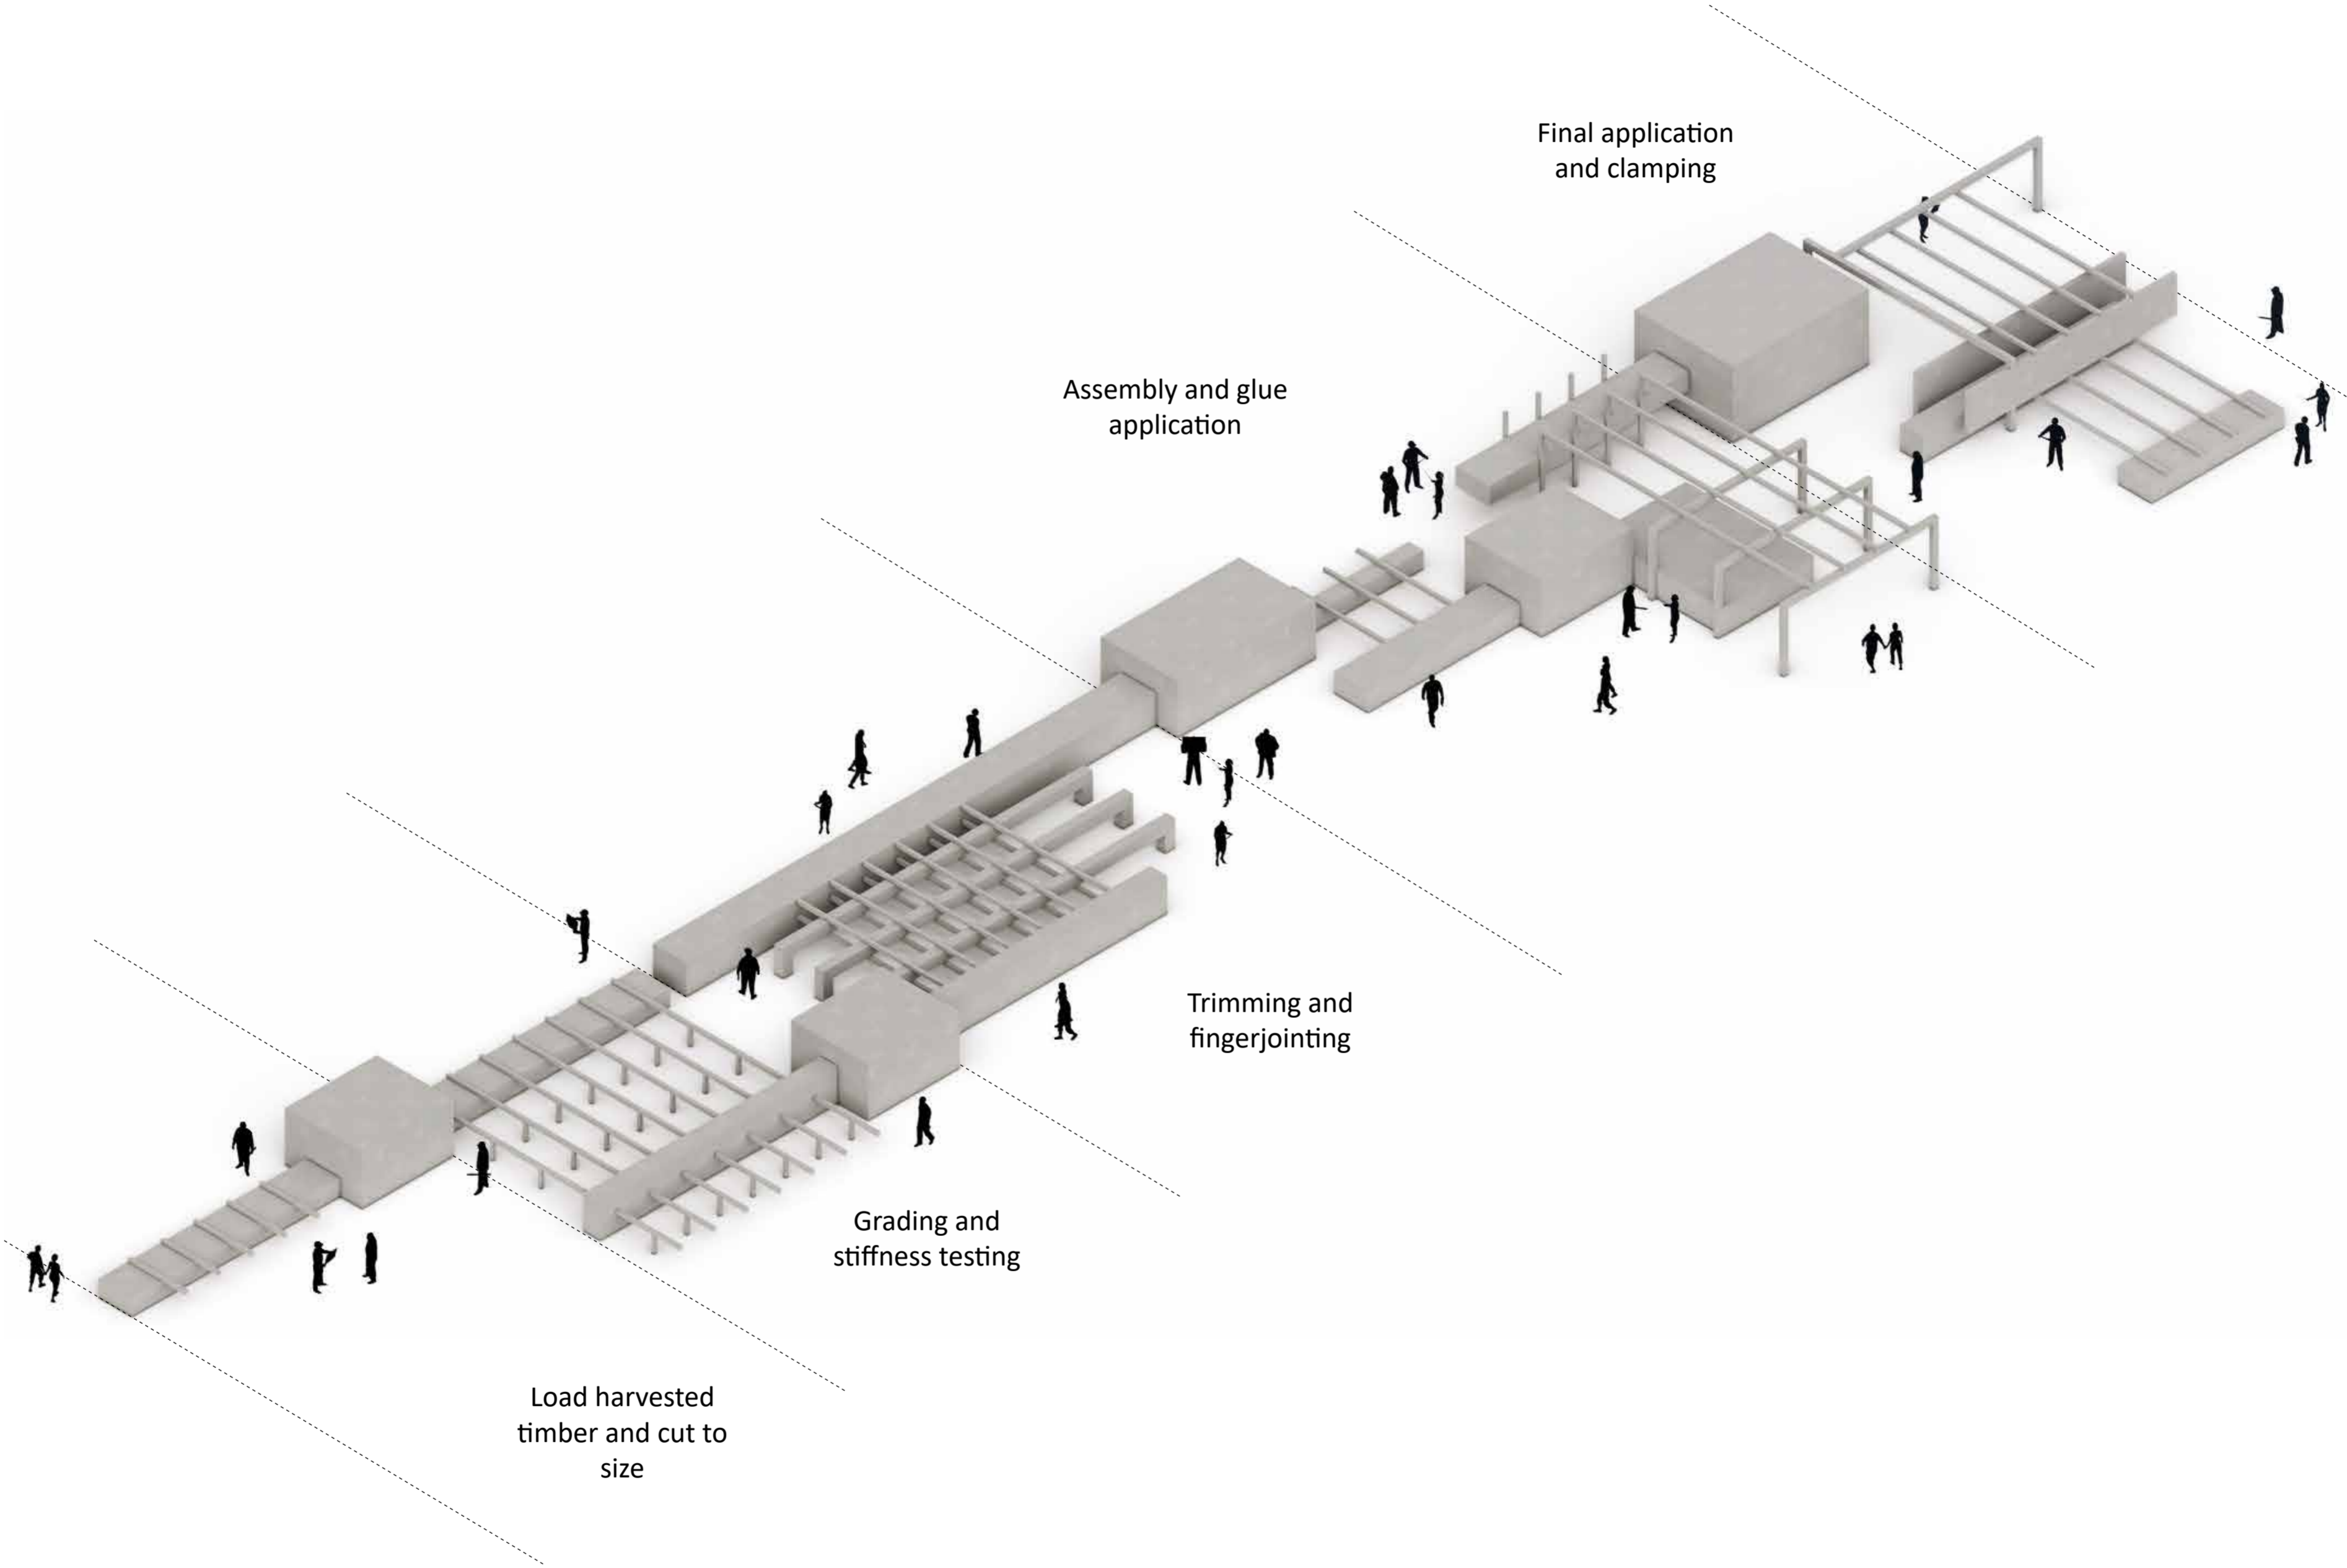 Final application
and clamping
Assembly and glue
application
Trimming and
fingerjointing
Grading and
stiffness testing
Load harvested
timber and cut to
size